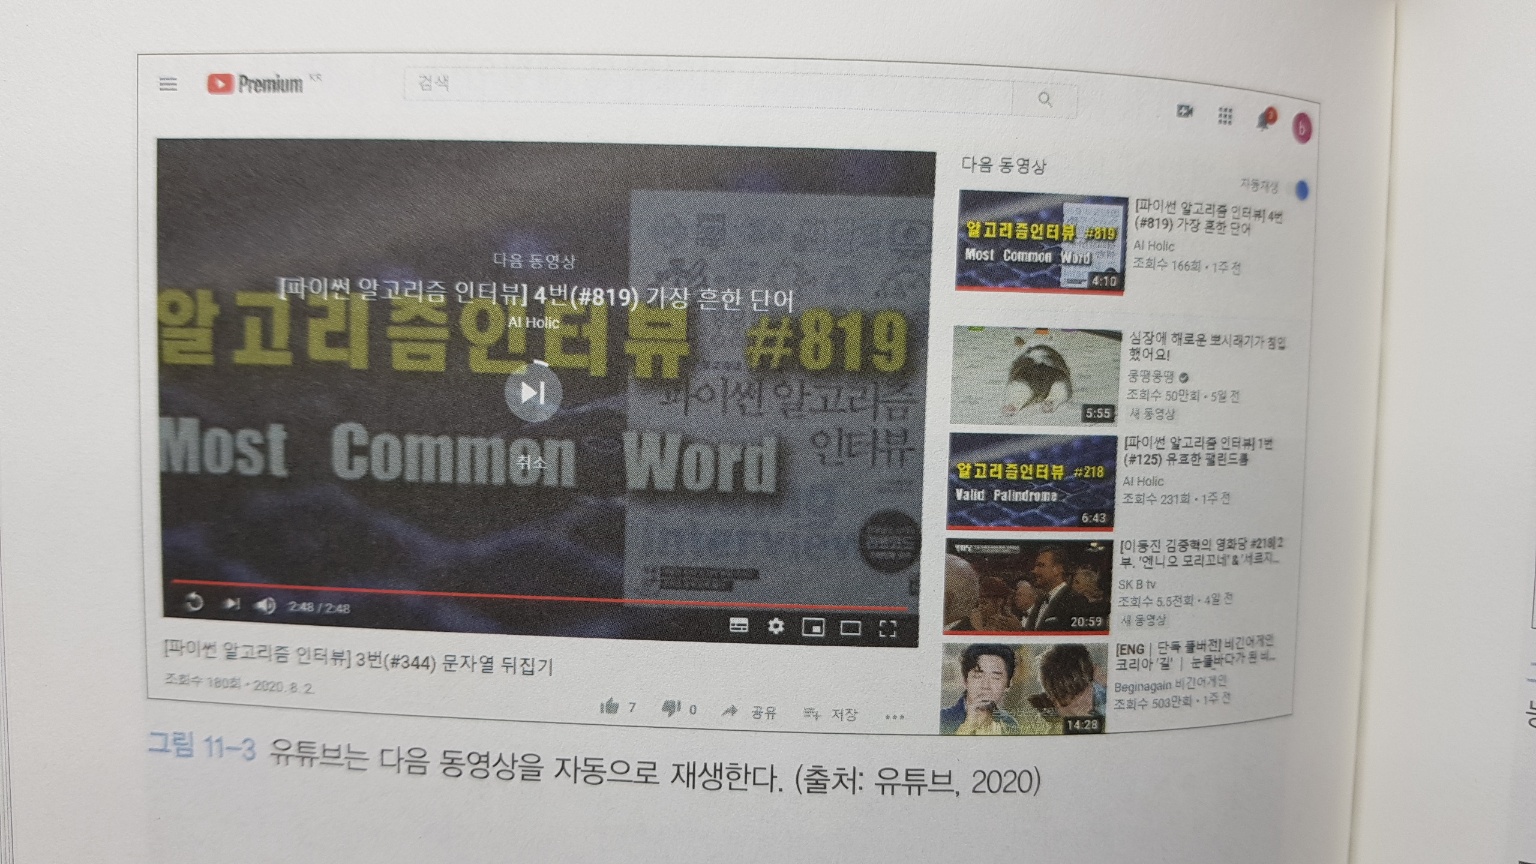 Premium KR
검색
다음 동영상
[파이썬 알고리즘 인터뷰] 4번(#819) 가장 흔한 단어
AI Holic
알고리즘인터뷰 #819
파이썬 알고리즘
인터뷰
Most Common Word
취소
2:48 / 2:48
[파이썬 알고리즘 인터뷰] 3번(#344) 문자열 뒤집기
조회수 180회 • 2020. 8. 2.
7
0
공유
저장
다음 동영상
자동재생
알고리즘인터뷰 #819
Most Common Word
4:10
[파이썬 알고리즘 인터뷰] 4번
(#819) 가장 흔한 단어
AI Holic
조회수 166회 • 1주 전
5:55
심장에 해로운 뽀시래기가 침입
했어요!
뭉땡뭉땡
조회수 50만회 • 5일 전
새 동영상
알고리즘인터뷰 #218
Valid Palindrome
6:43
[파이썬 알고리즘 인터뷰] 1번
(#125) 유효한 팰린드롬
AI Holic
조회수 231회 • 1주 전
20:59
[이동진 김중혁의 영화당 #218] 2
부. '엔니오 모리꼬네' & '세르지...
SK B tv
조회수 5.5천회 • 4일 전
새 동영상
14:28
[ENG | 단독 풀버전] 비긴어게인
코리아 '길' | 눈물바다가 된 비...
Beginagain 비긴어게인
조회수 503만회 • 1주 전
그림 11-3 유튜브는 다음 동영상을 자동으로 재생한다. (출처: 유튜브, 2020)